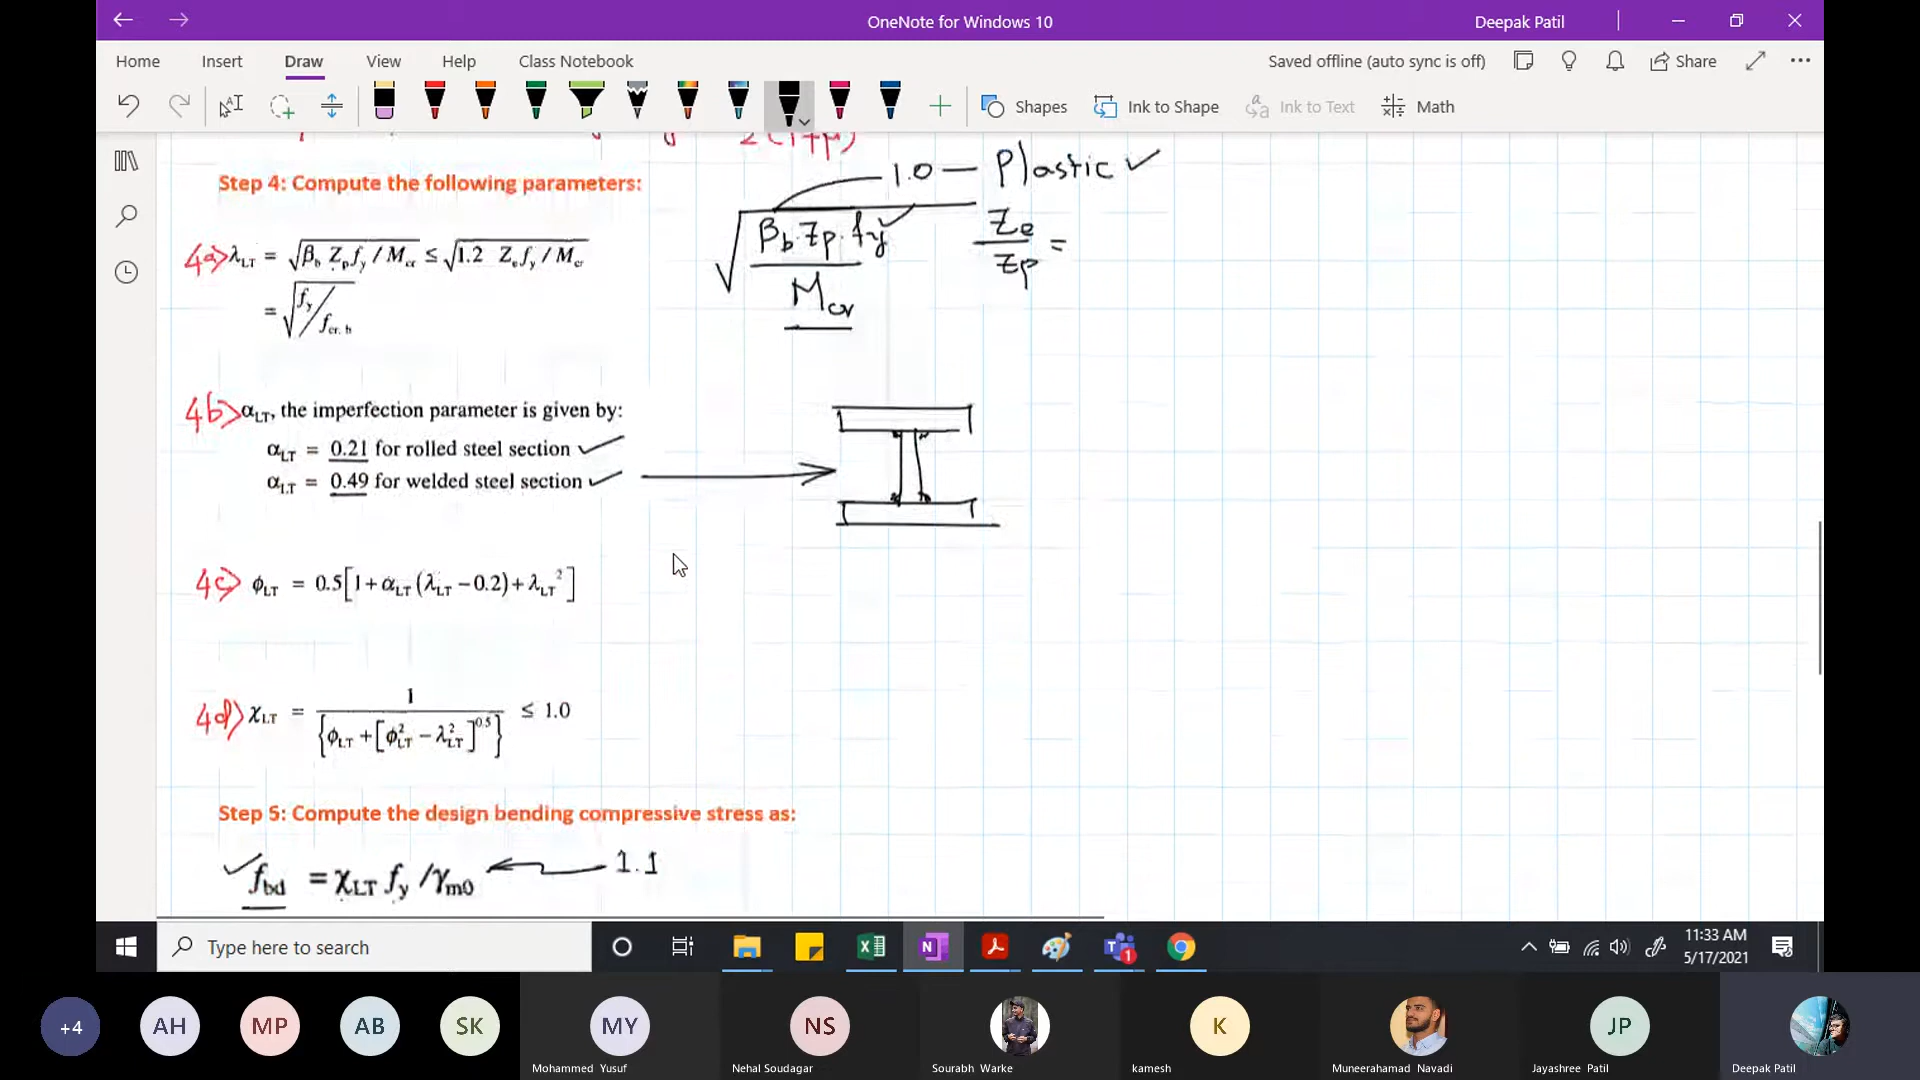 OneNote for Windows 10
Deepak Patil
Home Insert Draw View Help Class Notebook
Saved offline (auto sync is off)
Share
Shapes Ink to Shape Ink to Text Math
2(1+μ)
Step 4: Compute the following parameters:
1.0 — Plastic ✓
4a> λLT = √βb Zp fy / Mcr ≤ √1.2 Ze fy / Mcr
= √fy/fcr, b
√βb·Zp·fy ✓ / Mcr
Ze/Zp =
4b> αLT, the imperfection parameter is given by:
αLT = 0.21 for rolled steel section ✓
αLT = 0.49 for welded steel section ✓
4c> ϕLT = 0.5[1+αLT (λLT −0.2)+λLT²]
4d> χLT = 1/{ϕLT +[ϕ²LT − λ²LT]^0.5} ≤ 1.0
Step 5: Compute the design bending compressive stress as:
✓ fbd = χLT fy /γm0 ← 1.1
Type here to search
1
11:33 AM
5/17/2021
+4 AH MP AB SK MY NS K JP
Mohammed Yusuf
Nehal Soudagar
Sourabh Warke
kamesh
Muneerahamad Navadi
Jayashree Patil
Deepak Patil